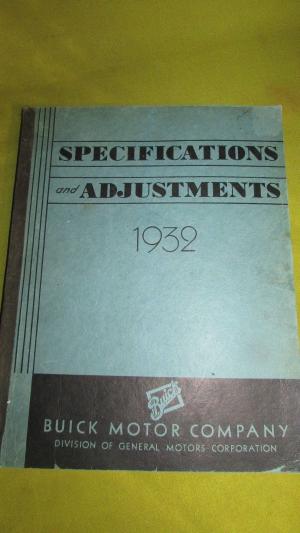 SPECIFICATIONS
and ADJUSTMENTS
1932
Buick
BUICK MOTOR COMPANY
DIVISION OF GENERAL MOTORS CORPORATION